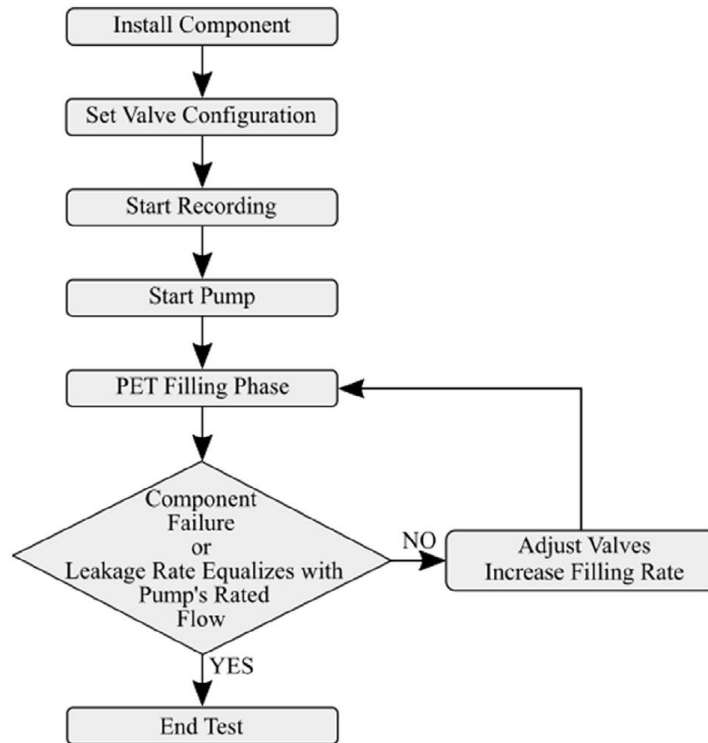 Install Component
Set Valve Configuration
Start Recording
Start Pump
PET Filling Phase
Component
Failure
or
Leakage Rate Equalizes with
Pump's Rated
Flow
NO
Adjust Valves
Increase Filling Rate
YES
End Test